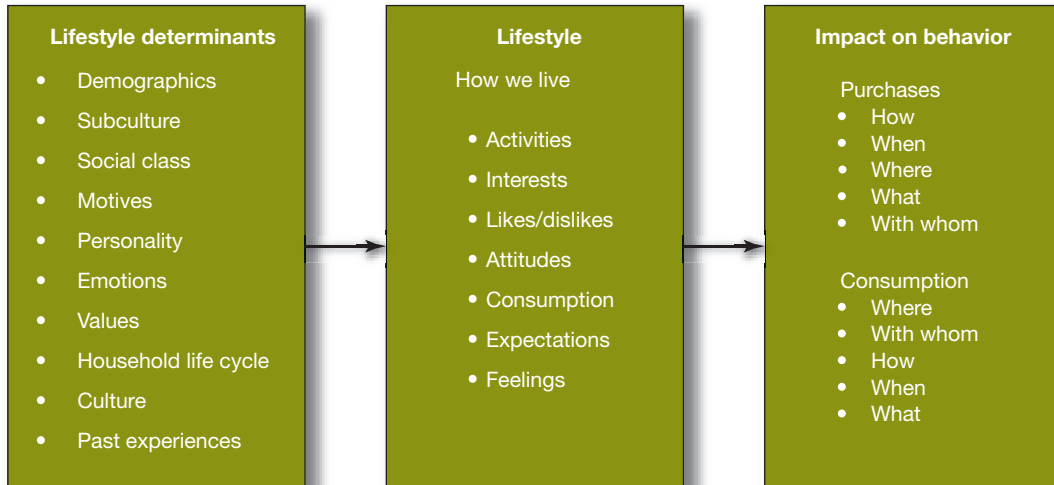 Lifestyle determinants
• Demographics
• Subculture
• Social class
• Motives
• Personality
• Emotions
• Values
• Household life cycle
• Culture
• Past experiences
Lifestyle
How we live
• Activities
• Interests
• Likes/dislikes
• Attitudes
• Consumption
• Expectations
• Feelings
Impact on behavior
Purchases
• How
• When
• Where
• What
• With whom
Consumption
• Where
• With whom
• How
• When
• What